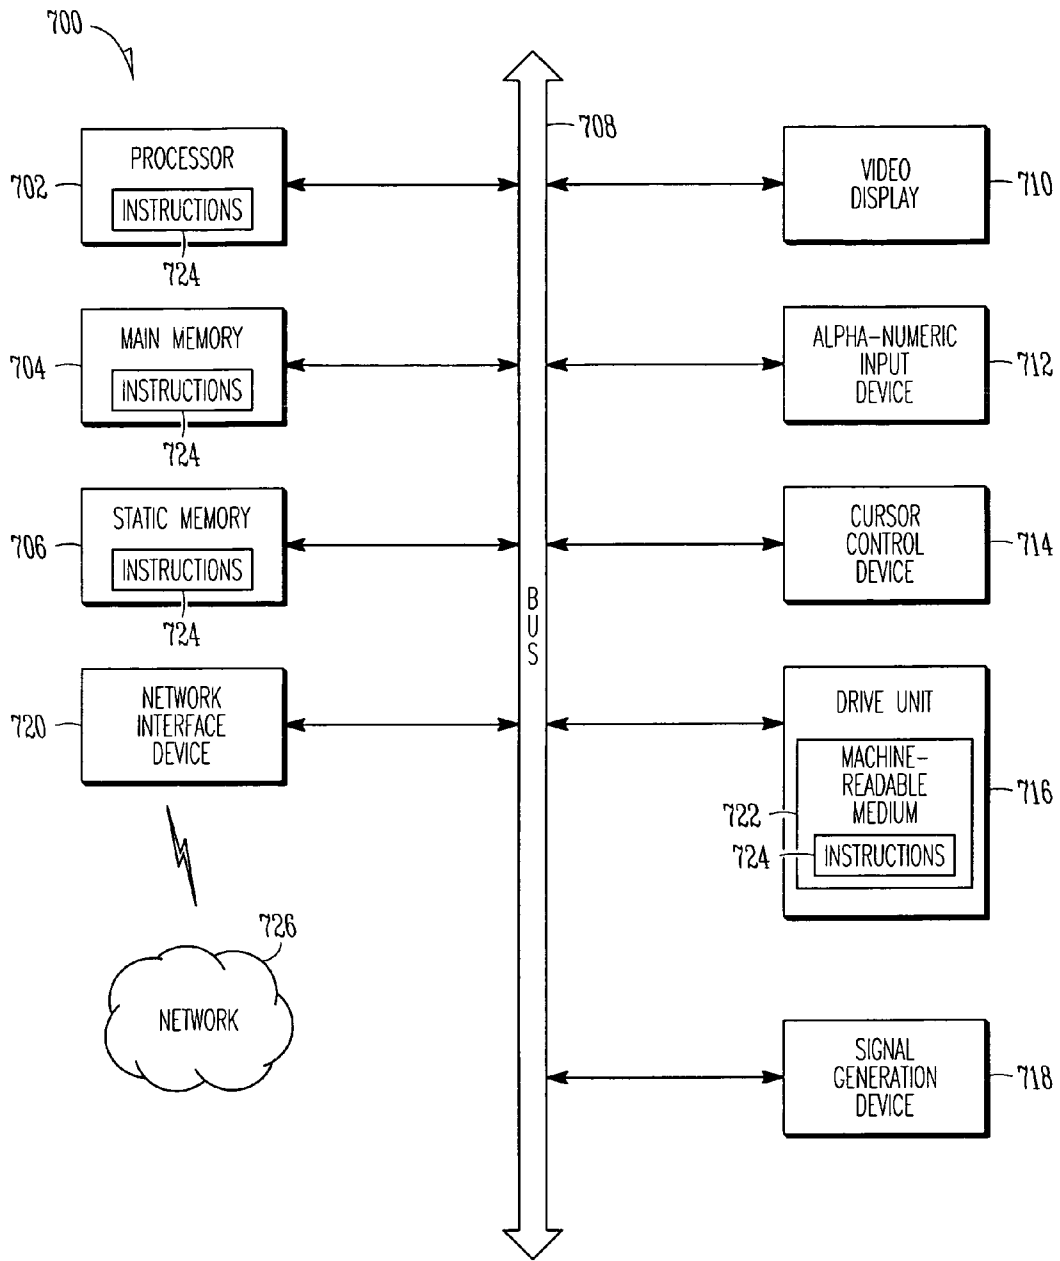 700
708
PROCESSOR
INSTRUCTIONS
702
724
MAIN MEMORY
INSTRUCTIONS
704
724
STATIC MEMORY
INSTRUCTIONS
706
724
NETWORK
INTERFACE
DEVICE
720
726
NETWORK
BUS
VIDEO
DISPLAY
710
ALPHA-NUMERIC
INPUT
DEVICE
712
CURSOR
CONTROL
DEVICE
714
DRIVE UNIT
MACHINE-
READABLE
MEDIUM
716
722
724
INSTRUCTIONS
SIGNAL
GENERATION
DEVICE
718